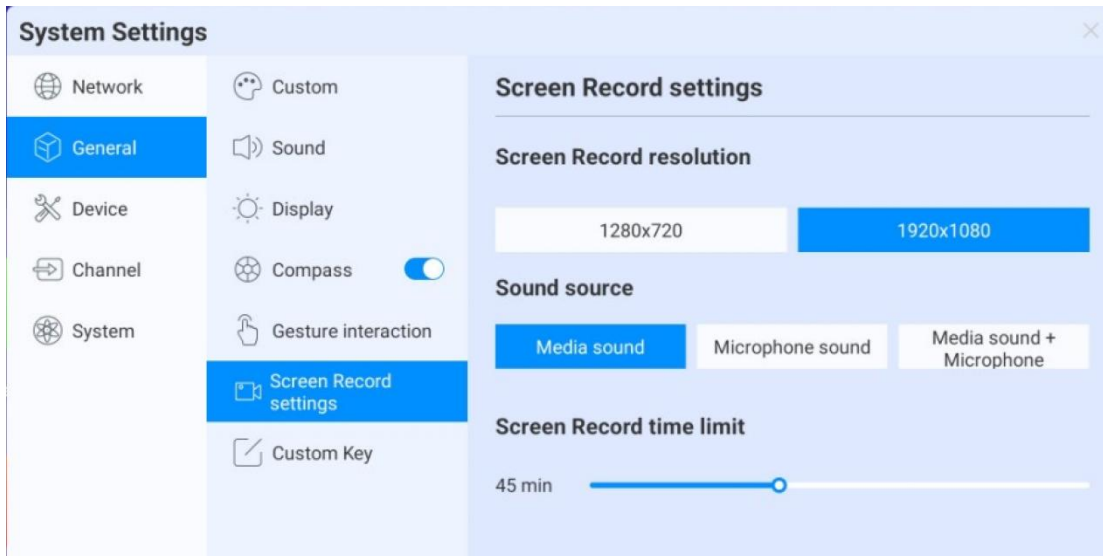 System Settings
Network
General
Device
Channel
System
Custom
Sound
Display
Compass
Gesture interaction
Screen Record
settings
Custom Key
Screen Record settings
Screen Record resolution
1280x720
1920x1080
Sound source
Media sound
Microphone sound
Media sound +
Microphone
Screen Record time limit
45 min